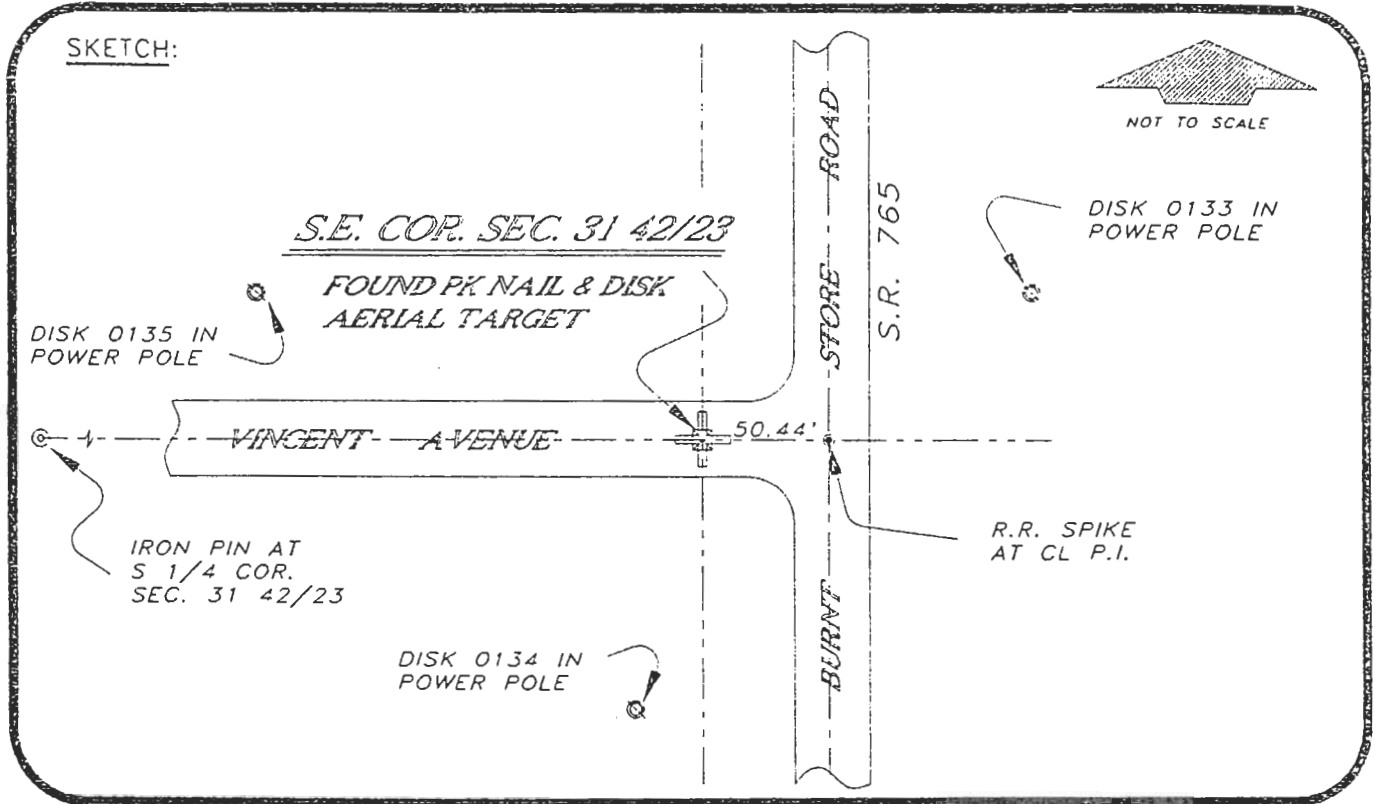 SKETCH:
NOT TO SCALE
S.E. COR. SEC. 31 42/23
FOUND PK NAIL & DISK
AERIAL TARGET
DISK 0133 IN
POWER POLE
DISK 0135 IN
POWER POLE
BURNT STORE ROAD
S.R. 765
VINCENT AVENUE
50.44'
IRON PIN AT
S 1/4 COR.
SEC. 31 42/23
R.R. SPIKE
AT CL P.I.
DISK 0134 IN
POWER POLE